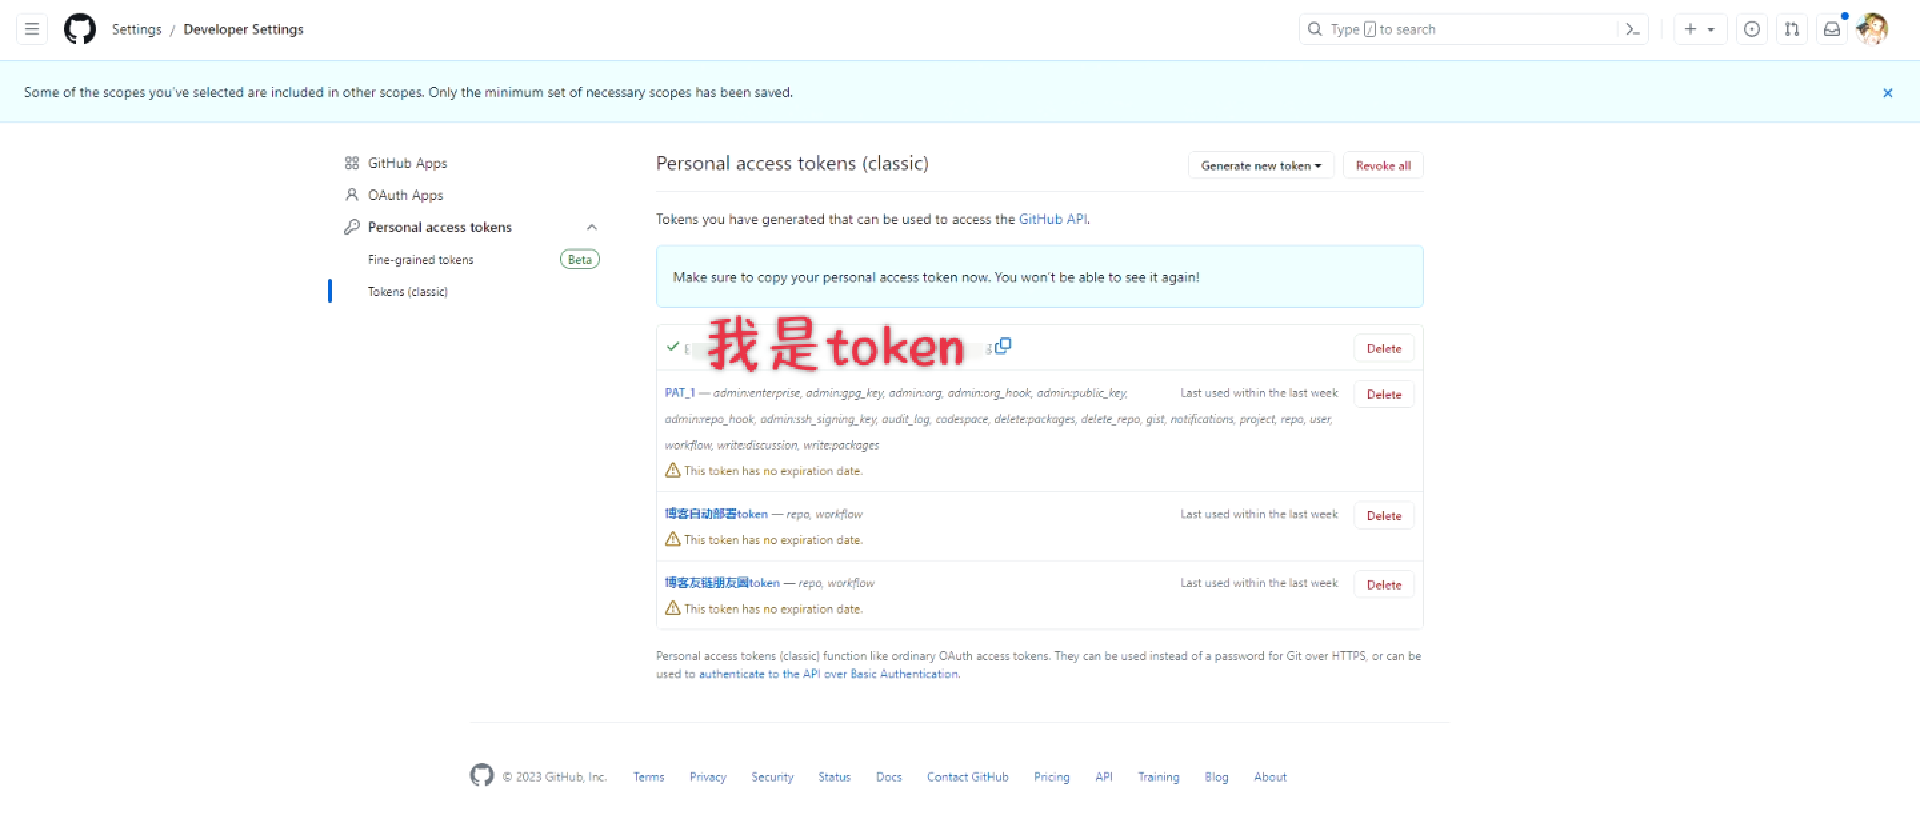 Settings / Developer Settings
Type / to search
Some of the scopes you've selected are included in other scopes. Only the minimum set of necessary scopes has been saved.
GitHub Apps
OAuth Apps
Personal access tokens
Fine-grained tokens Beta
Tokens (classic)
Personal access tokens (classic)
Generate new token
Revoke all
Tokens you have generated that can be used to access the GitHub API.
Make sure to copy your personal access token now. You won't be able to see it again!
我是token
Delete
PAT_1 — admin:enterprise, admin:gpg_key, admin:org, admin:org_hook, admin:public_key,
admin:repo_hook, admin:ssh_signing_key, audit_log, codespace, delete:packages, delete_repo, gist, notifications, project, repo, user,
workflow, write:discussion, write:packages
Last used within the last week
Delete
This token has no expiration date.
博客自动部署token — repo, workflow
Last used within the last week
Delete
This token has no expiration date.
博客友链朋友圈token — repo, workflow
Last used within the last week
Delete
This token has no expiration date.
Personal access tokens (classic) function like ordinary OAuth access tokens. They can be used instead of a password for Git over HTTPS, or can be
used to authenticate to the API over Basic Authentication.
© 2023 GitHub, Inc. Terms Privacy Security Status Docs Contact GitHub Pricing API Training Blog About